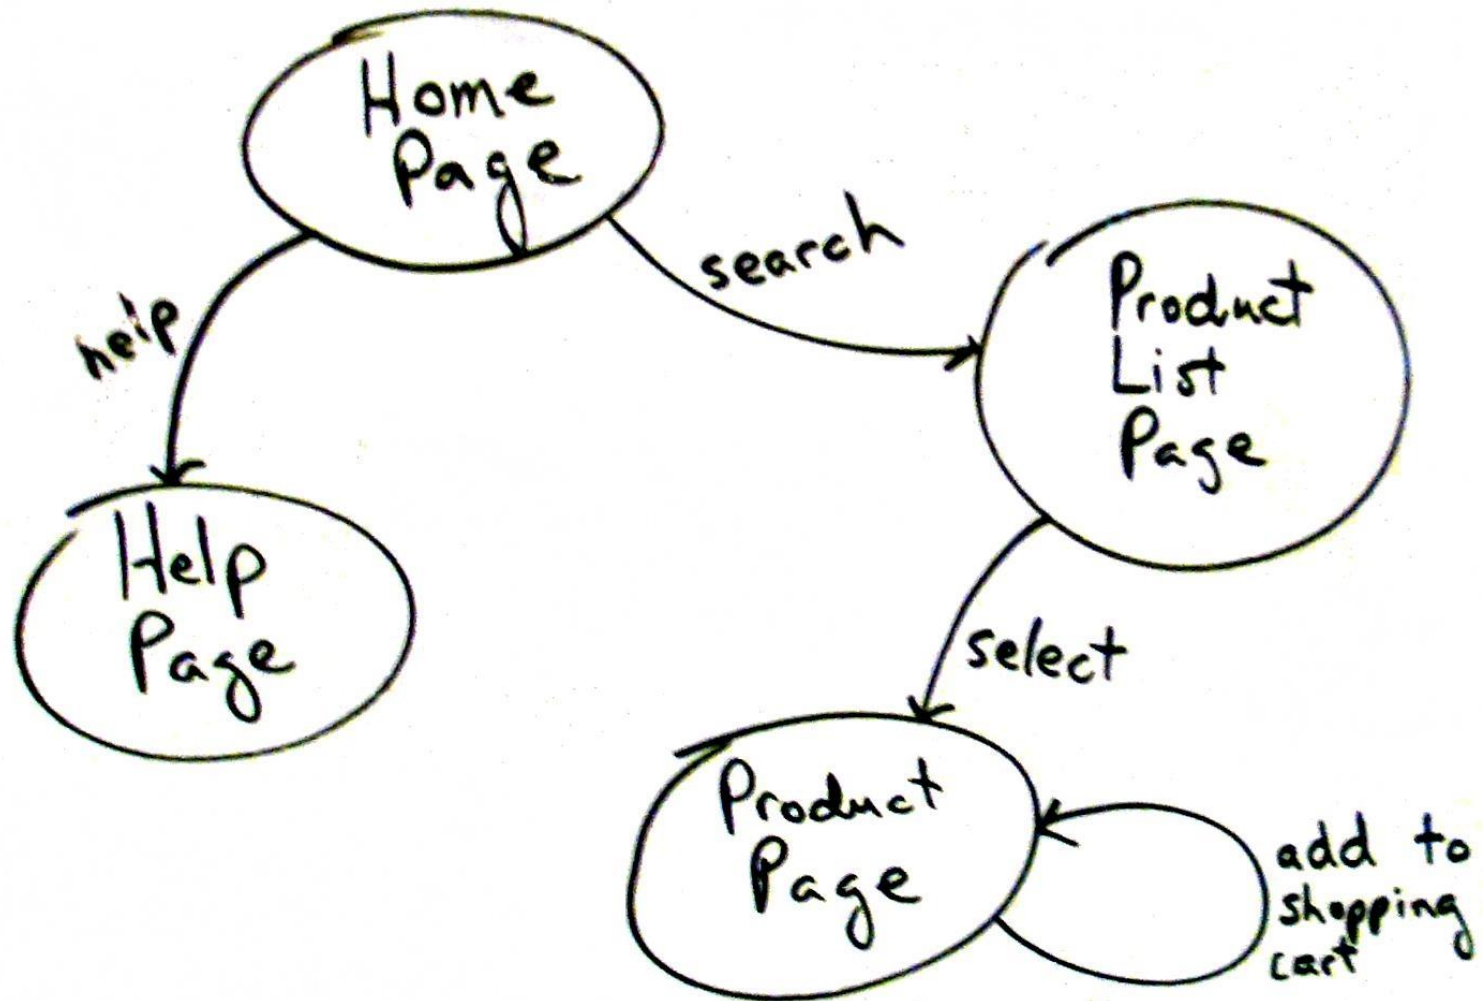 Home
Page
search
help
Product
List
Page
Help
Page
select
Product
Page
add to
shopping
cart